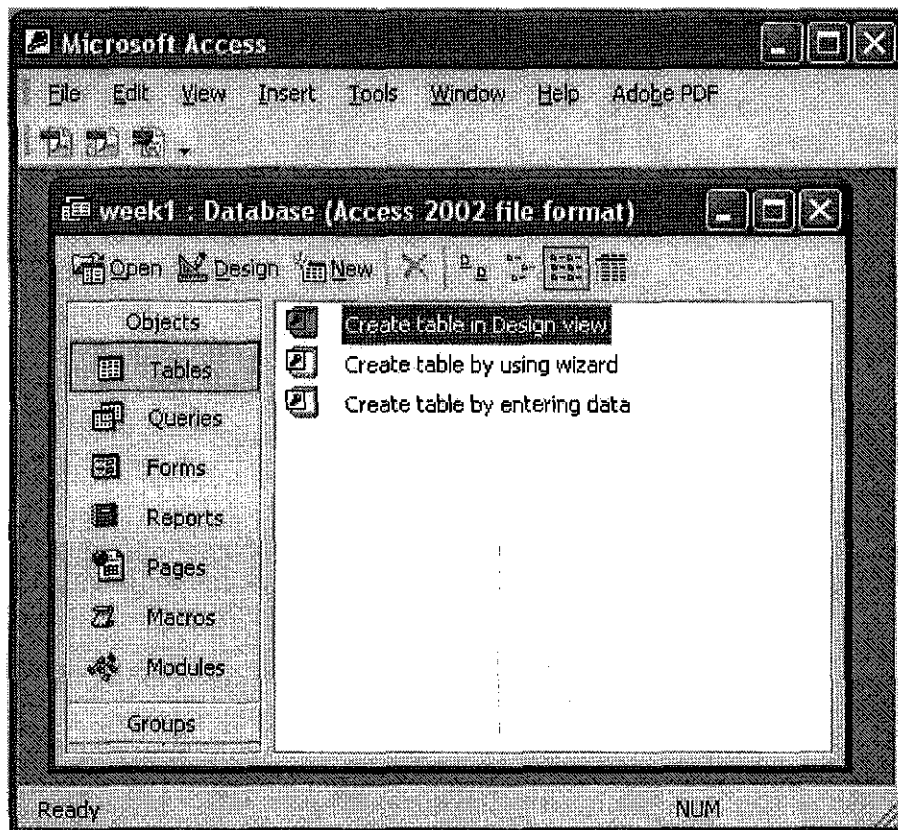 Microsoft Access
File Edit View Insert Tools Window Help Adobe PDF
week1 : Database (Access 2002 file format)
Open Design New
Objects
Tables
Queries
Forms
Reports
Pages
Macros
Modules
Groups
Create table in Design view
Create table by using wizard
Create table by entering data
Ready NUM